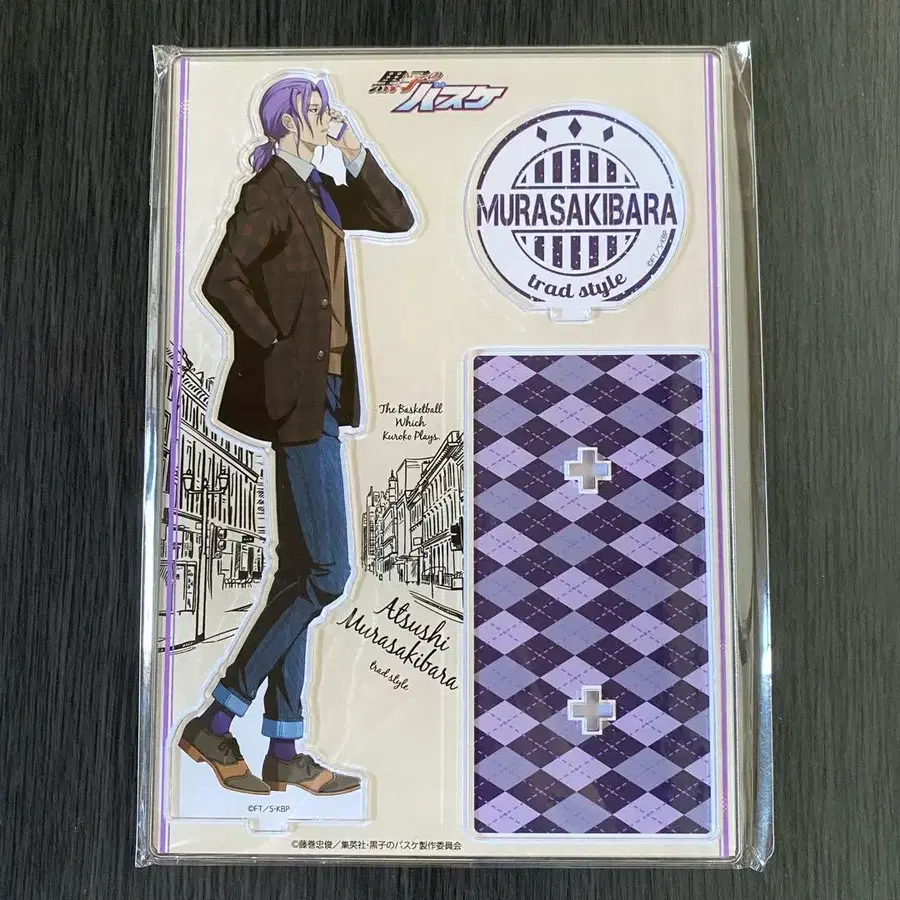 黒子の
バスケ
MURASAKIBARA
©FT/S-KBP
trad style
The Basketball
Which
Kuroko Plays.
Atsushi
Murasakibara
trad style
©FT/S-KBP
©藤巻忠俊/集英社・黒子のバスケ製作委員会